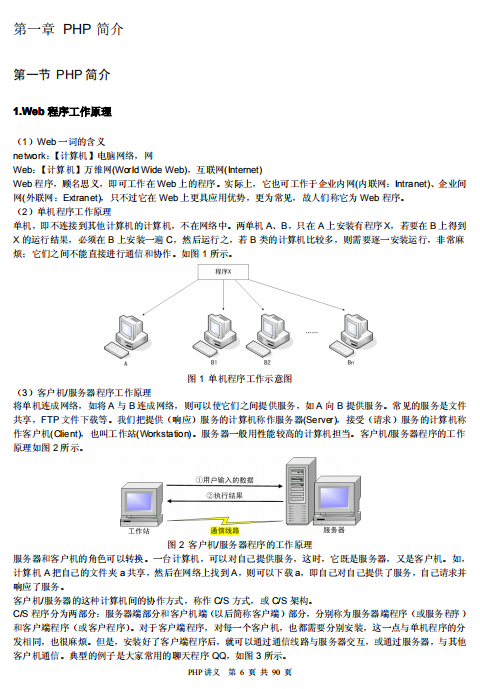 第一章 PHP 简介
第一节 PHP 简介
1.Web 程序工作原理
（1）Web 一词的含义
network：【计算机】电脑网络，网
Web：【计算机】万维网(World Wide Web)，互联网(Internet)
Web 程序，顾名思义，即可工作在 Web 上的程序。实际上，它也可工作于企业内网(内联网：Intranet)、企业间
网(外联网：Extranet)，只不过它在 Web 上更具应用优势，更为常见，故人们称它为 Web 程序。
（2）单机程序工作原理
单机，即不连接到其他计算机的计算机，不在网络中。两单机 A、B，只在 A 上安装有程序 X，若要在 B 上得到
X 的运行结果，必须在 B 上安装一遍 C，然后运行之，若 B 类的计算机比较多，则需要逐一安装运行，非常麻
烦；它们之间不能直接进行通信和协作。如图 1 所示。
程序X
A B1 B2 …… Bn
图 1 单机程序工作示意图
（3）客户机/服务器程序工作原理
将单机连成网络，如将 A 与 B 连成网络，则可以使它们之间提供服务，如 A 向 B 提供服务。常见的服务是文件
共享，FTP 文件下载等。我们把提供（响应）服务的计算机称作服务器(Server)，接受（请求）服务的计算机称
作客户机(Client)，也叫工作站(Workstation)。服务器一般用性能较高的计算机担当。客户机/服务器程序的工作
原理如图 2 所示。
①用户输入的数据
②执行结果
工作站 通信线路 服务器
图 2 客户机/服务器程序的工作原理
服务器和客户机的角色可以转换。一台计算机，可以对自己提供服务，这时，它既是服务器，又是客户机。如，
计算机 A 把自己的文件夹 a 共享，然后在网络上找到 A，则可以下载 a，即自己对自己提供了服务，自己请求并
响应了服务。
客户机/服务器的这种计算机间的协作方式，称作 C/S 方式，或 C/S 架构。
C/S 程序分为两部分：服务器端部分和客户机端（以后简称客户端）部分，分别称为服务器端程序（或服务程序）
和客户端程序（或客户程序）。对于客户端程序，对每一个客户机，也都需要分别安装，这一点与单机程序的分
发相同，也很麻烦。但是，安装好了客户端程序后，就可以通过通信线路与服务器交互，或通过服务器，与其他
客户机通信。典型的例子是大家常用的聊天程序 QQ，如图 3 所示。
PHP 讲义 第 6 页 共 90 页